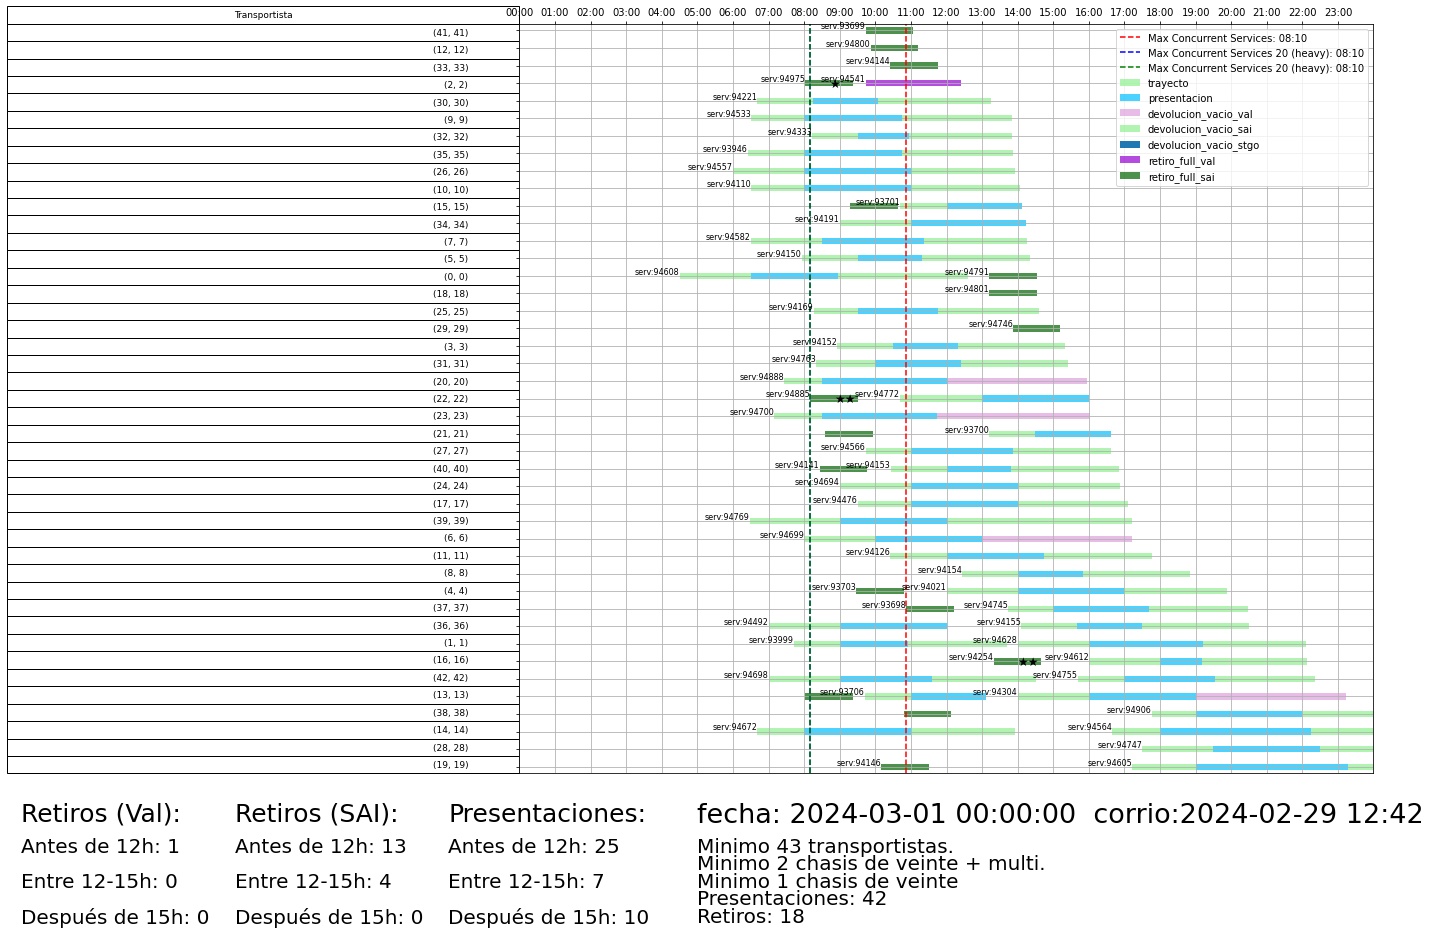 Transportista 00:00 01:00 02:00 03:00 04:00 05:00 06:00 07:00 08:00 09:00 10:00 11:00 12:00 13:00 14:00 15:00 16:00 17:00 18:00 19:00 20:00 21:00 22:00 23:00
(41, 41) serv:93699
(12, 12) serv:94800
(33, 33) serv:94144
(2, 2) serv:94975 serv:94541
(30, 30) serv:94221
(9, 9) serv:94533
(32, 32) serv:94333
(35, 35) serv:93946
(26, 26) serv:94557
(10, 10) serv:94110
(15, 15) serv:93701
(34, 34) serv:94191
(7, 7) serv:94582
(5, 5) serv:94150
(0, 0) serv:94608 serv:94791
(18, 18) serv:94801
(25, 25) serv:94169
(29, 29) serv:94746
(3, 3) serv:94152
(31, 31) serv:94763
(20, 20) serv:94888
(22, 22) serv:94885 serv:94772
(23, 23) serv:94700
(21, 21) serv:93700
(27, 27) serv:94566
(40, 40) serv:94141 serv:94153
(24, 24) serv:94694
(17, 17) serv:94476
(39, 39) serv:94769
(6, 6) serv:94699
(11, 11) serv:94126
(8, 8) serv:94154
(4, 4) serv:93703 serv:94021
(37, 37) serv:93698 serv:94745
(36, 36) serv:94492 serv:94155
(1, 1) serv:93999 serv:94628
(16, 16) serv:94254 serv:94612
(42, 42) serv:94698 serv:94755
(13, 13) serv:93706 serv:94304
(38, 38) serv:94906
(14, 14) serv:94672 serv:94564
(28, 28) serv:94747
(19, 19) serv:94146 serv:94605
Max Concurrent Services: 08:10
Max Concurrent Services 20 (heavy): 08:10
Max Concurrent Services 20 (heavy): 08:10
trayecto
presentacion
devolucion_vacio_val
devolucion_vacio_sai
devolucion_vacio_stgo
retiro_full_val
retiro_full_sai
Retiros (Val):
Antes de 12h: 1
Entre 12-15h: 0
Después de 15h: 0
Retiros (SAI):
Antes de 12h: 13
Entre 12-15h: 4
Después de 15h: 0
Presentaciones:
Antes de 12h: 25
Entre 12-15h: 7
Después de 15h: 10
fecha: 2024-03-01 00:00:00 corrio:2024-02-29 12:42
Minimo 43 transportistas.
Minimo 2 chasis de veinte + multi.
Minimo 1 chasis de veinte
Presentaciones: 42
Retiros: 18